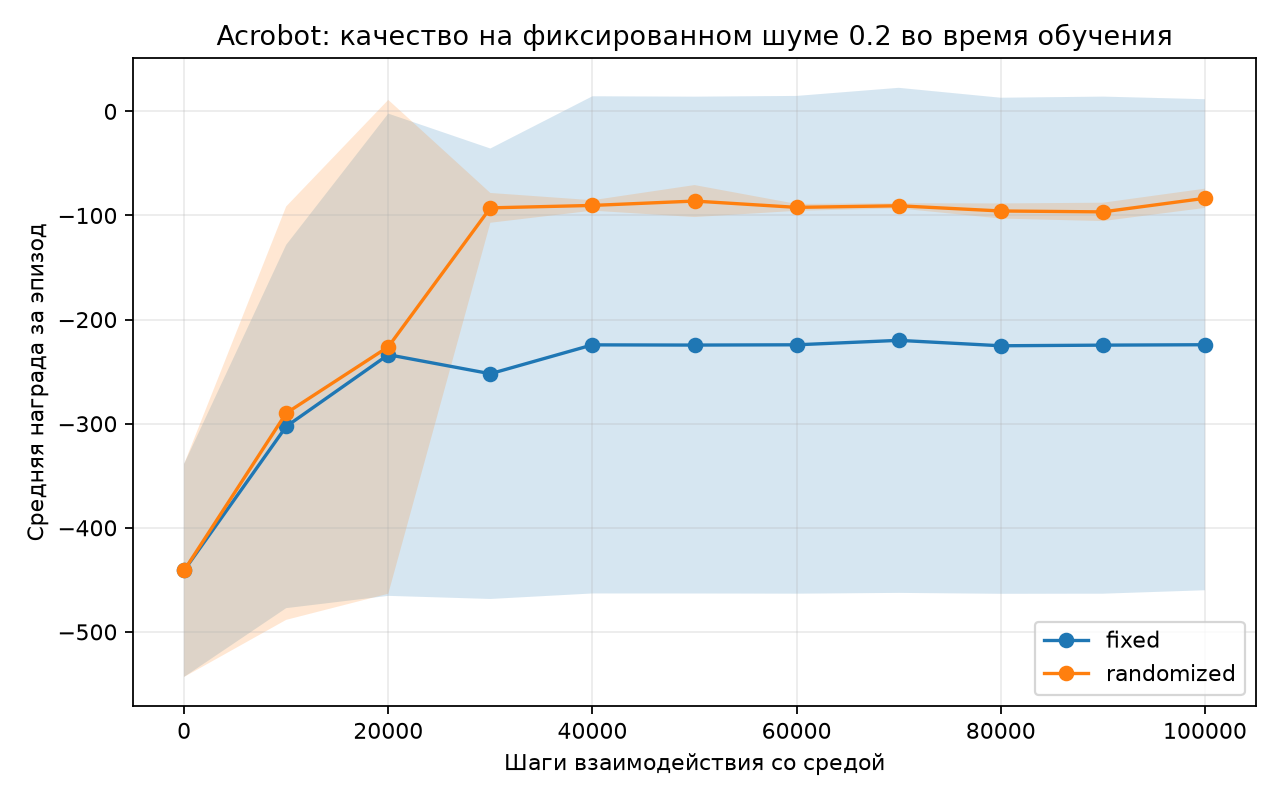 Acrobot: качество на фиксированном шуме 0.2 во время обучения
Средняя награда за эпизод
0
−100
−200
−300
−400
−500
0
20000
40000
60000
80000
100000
Шаги взаимодействия со средой
fixed
randomized